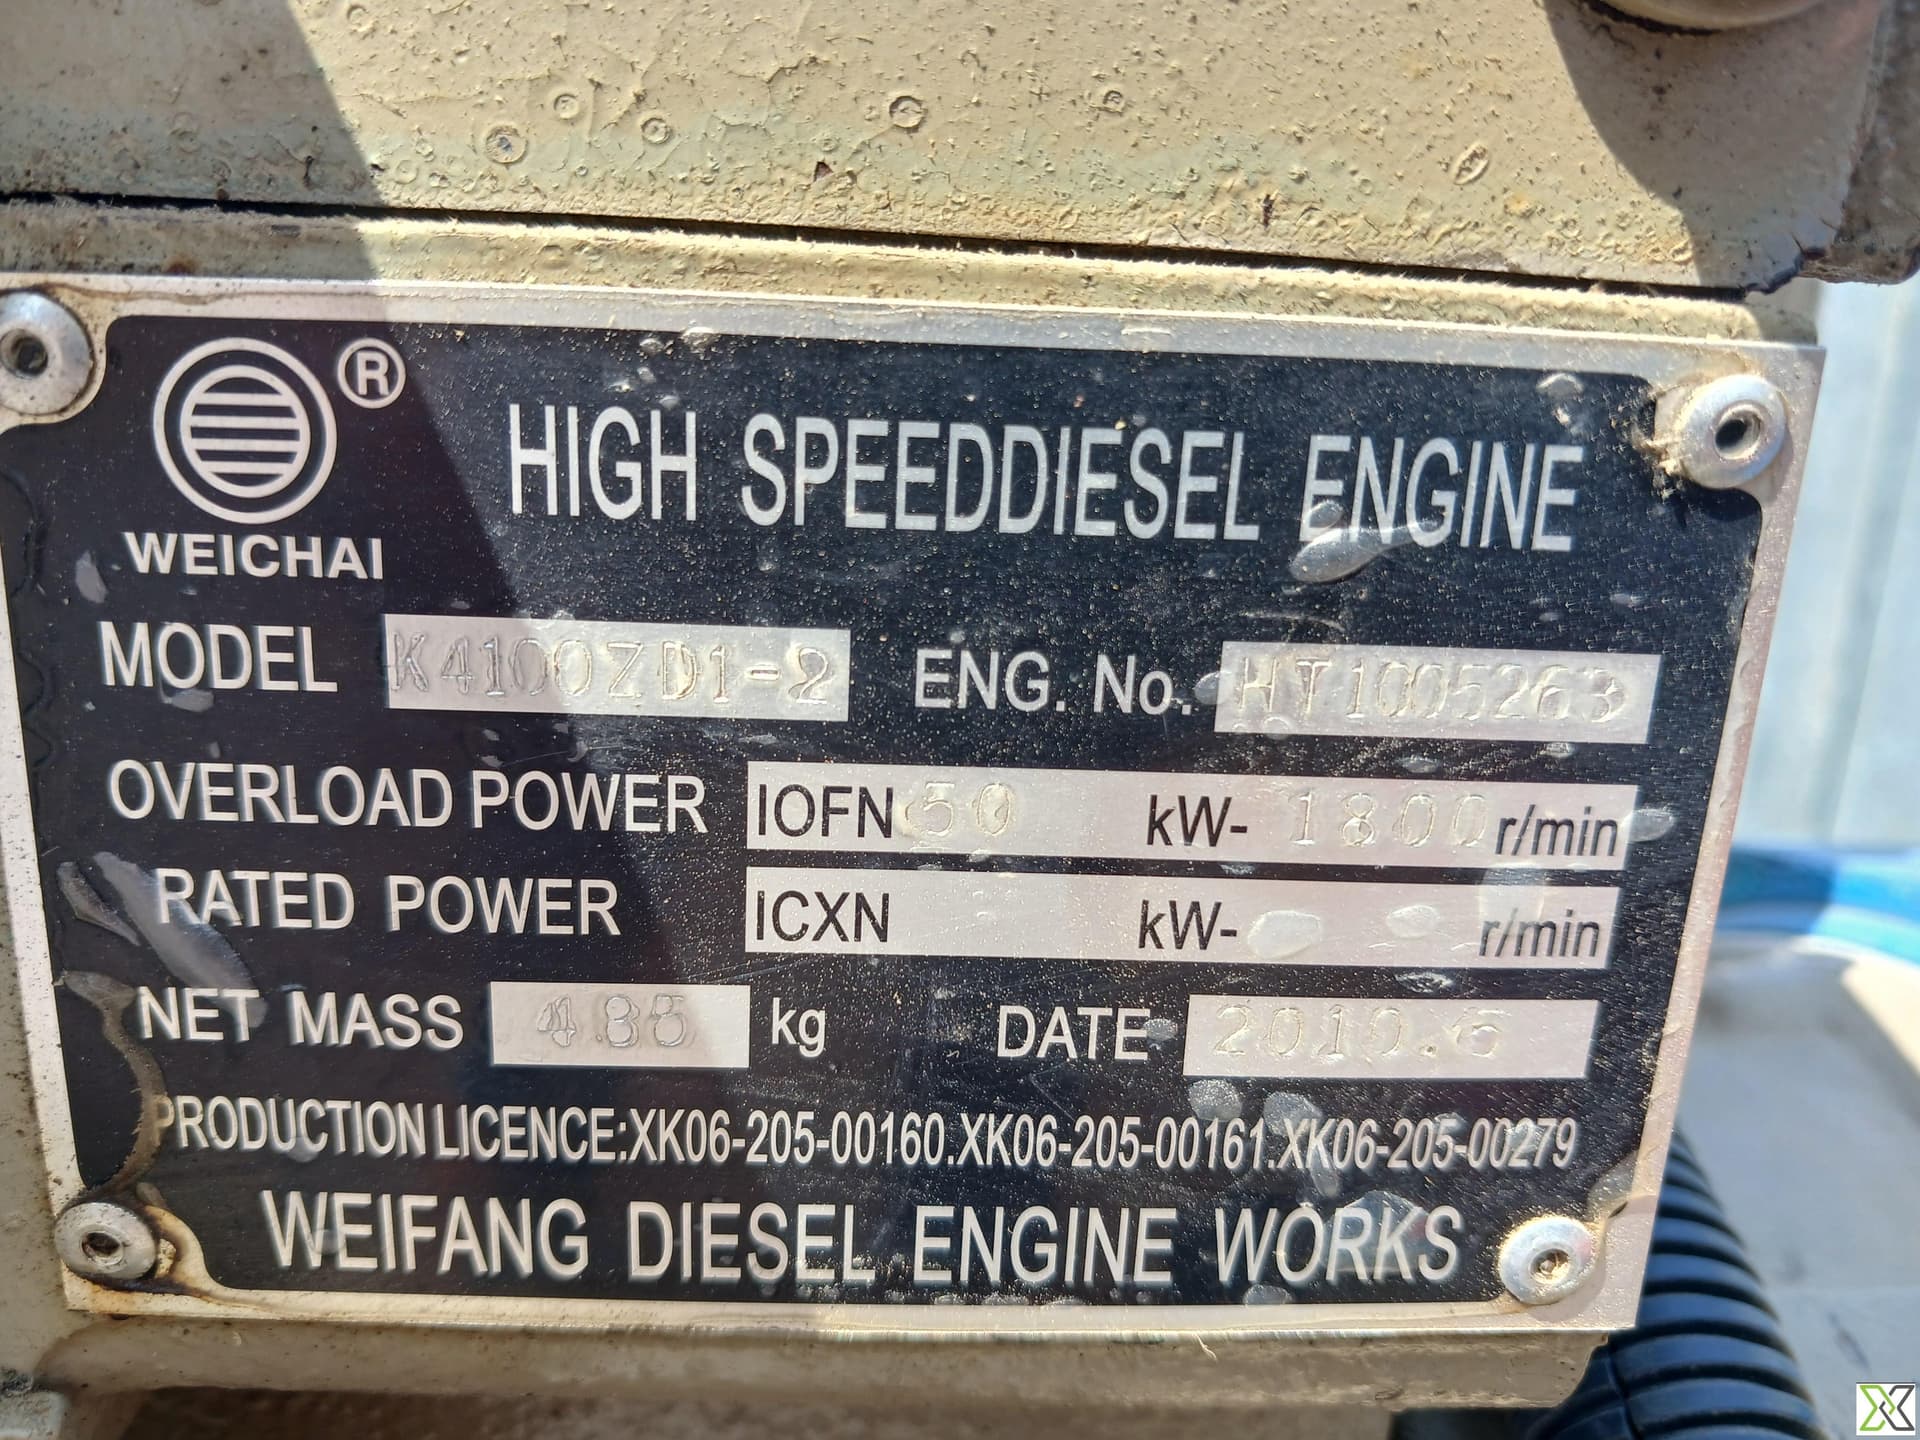 ®
HIGH SPEEDDIESEL ENGINE
WEICHAI
MODEL K4100ZD1-2 ENG. No. HT1005263
OVERLOAD POWER IOFN 50 kW- 1800 r/min
RATED POWER ICXN kW- r/min
NET MASS 485 kg DATE 2010.6
PRODUCTION LICENCE:XK06-205-00160.XK06-205-00161.XK06-205-00279
WEIFANG DIESEL ENGINE WORKS